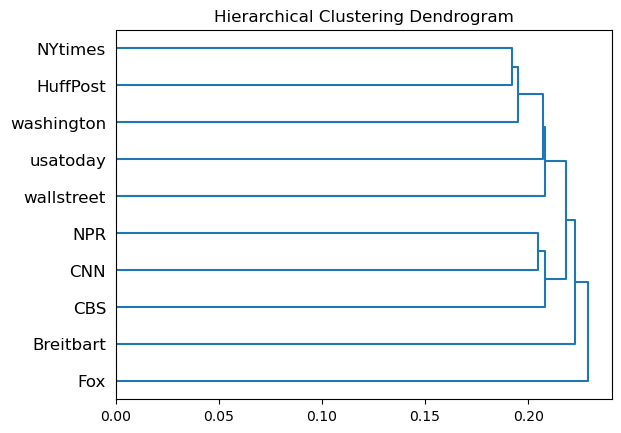 Hierarchical Clustering Dendrogram
NYtimes
HuffPost
washington
usatoday
wallstreet
NPR
CNN
CBS
Breitbart
Fox
0.00 0.05 0.10 0.15 0.20